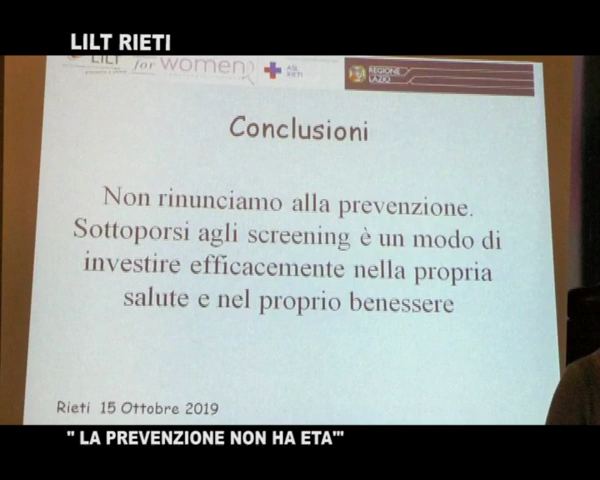 LILT RIETI
LILT for women
ASL
RIETI
REGIONE
LAZIO
Conclusioni
Non rinunciamo alla prevenzione.
Sottoporsi agli screening è un modo di
investire efficacemente nella propria
salute e nel proprio benessere
Rieti 15 Ottobre 2019
" LA PREVENZIONE NON HA ETA'"